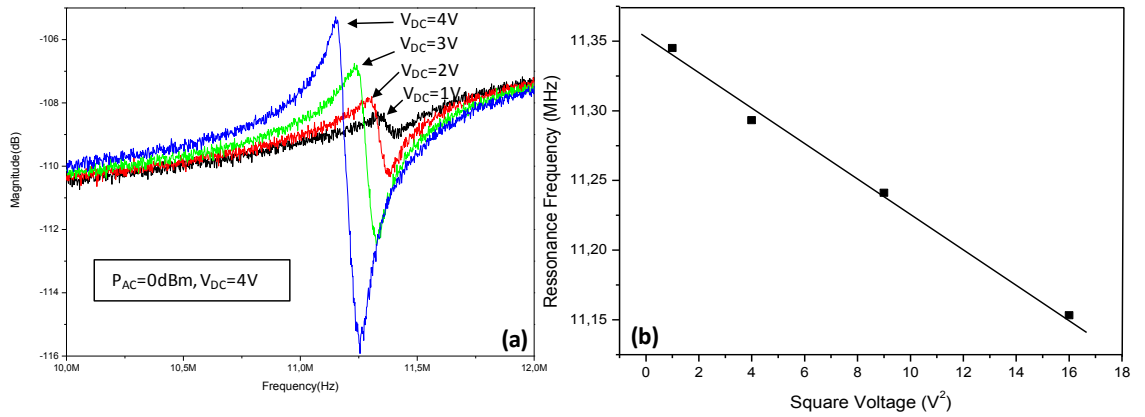 -106
-108
-110
-112
-114
-116
Magnitude(dB)
V_DC=4V
V_DC=3V
V_DC=2V
V_DC=1V
P_AC=0dBm, V_DC=4V
(a)
10,0M
10,5M
11,0M
11,5M
12,0M
Frequency(Hz)
11,35
11,30
11,25
11,20
11,15
Ressonance Frequency (MHz)
(b)
0
2
4
6
8
10
12
14
16
18
Square Voltage (V²)